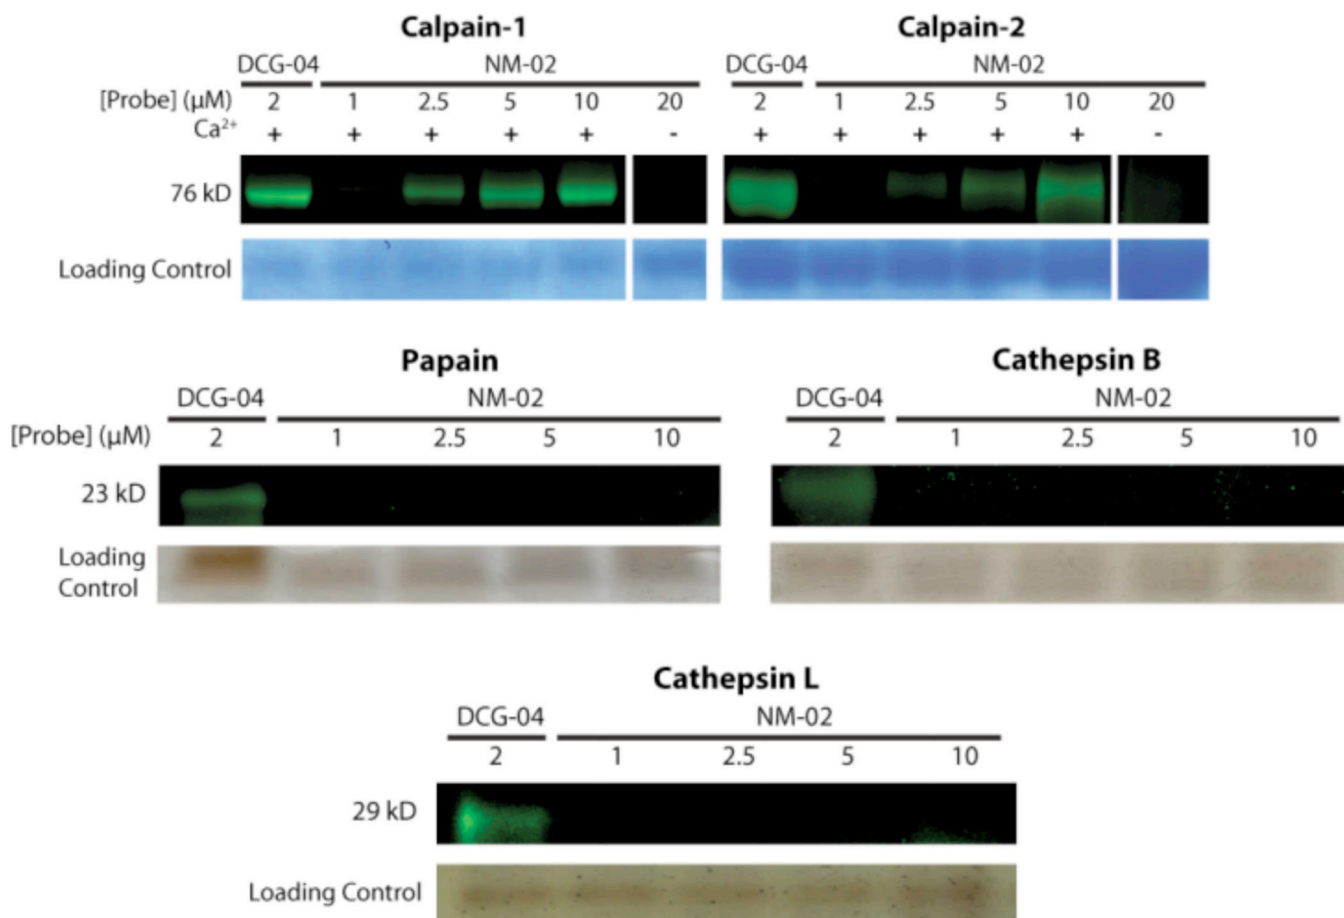 Calpain-1 Calpain-2
DCG-04 NM-02 DCG-04 NM-02
[Probe] (μM) 2 1 2.5 5 10 20 2 1 2.5 5 10 20
Ca²⁺ + + + + + - + + + + + -
76 kD
Loading Control
Papain Cathepsin B
DCG-04 NM-02 DCG-04 NM-02
[Probe] (μM) 2 1 2.5 5 10 2 1 2.5 5 10
23 kD
Loading
Control
Cathepsin L
DCG-04 NM-02
2 1 2.5 5 10
29 kD
Loading Control